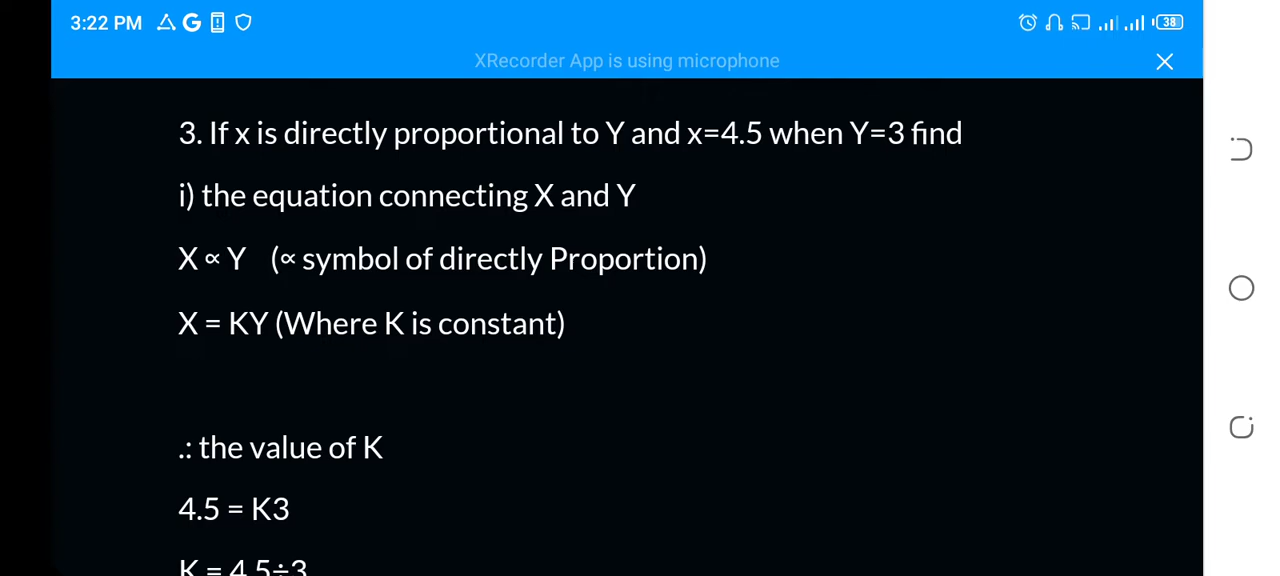 3:22 PM
38
XRecorder App is using microphone
3. If x is directly proportional to Y and x=4.5 when Y=3 find
i) the equation connecting X and Y
X ∝ Y (∝ symbol of directly Proportion)
X = KY (Where K is constant)
.: the value of K
4.5 = K3
K = 4.5÷3